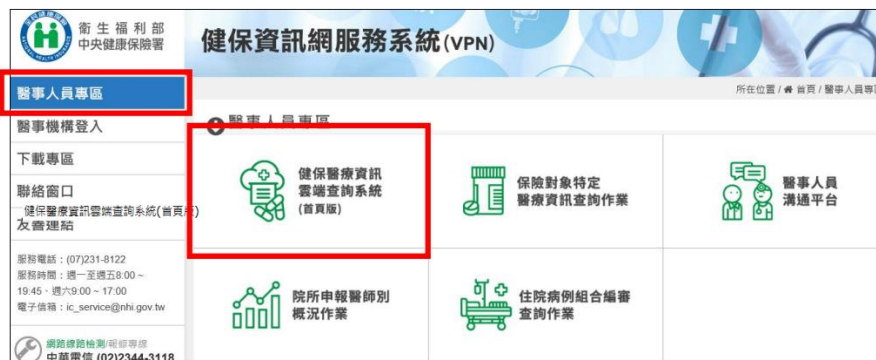 衛生福利部
中央健康保險署
健保資訊網服務系統(VPN)
所在位置 / 首頁 / 醫事人員專區
醫事人員專區
醫事機構登入
下載專區
聯絡窗口
健保醫療資訊雲端查詢系統(首頁版)
友善連結
服務電話：(07)231-8122
服務時間：週一至週五8:00 ~
19:45、週六9:00 ~ 17:00
電子信箱：ic_service@nhi.gov.tw
網路線路檢測/報修專線
中華電信 (02)2344-3118
醫事人員專區
健保醫療資訊
雲端查詢系統
(首頁版)
保險對象特定
醫療資訊查詢作業
醫事人員
溝通平台
院所申報醫師別
概況作業
住院病例組合編審
查詢作業